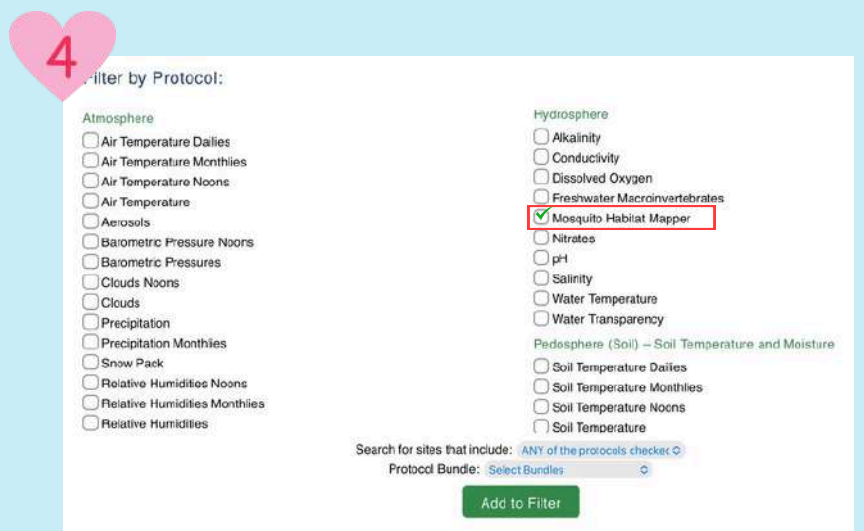 4
Filter by Protocol:
Atmosphere
Air Temperature Dailies
Air Temperature Monthlies
Air Temperature Noons
Air Temperature
Aerosols
Barometric Pressure Noons
Barometric Pressures
Clouds Noons
Clouds
Precipitation
Precipitation Monthlies
Snow Pack
Relative Humidities Noons
Relative Humidities Monthlies
Relative Humidities
Hydrosphere
Alkalinity
Conductivity
Dissolved Oxygen
Freshwater Macroinvertebrates
Mosquito Habitat Mapper
Nitrates
pH
Salinity
Water Temperature
Water Transparency
Pedosphere (Soil) – Soil Temperature and Moisture
Soil Temperature Dailies
Soil Temperature Monthlies
Soil Temperature Noons
Soil Temperature
Search for sites that include: ANY of the protocols checked
Protocol Bundle: Select Bundles
Add to Filter